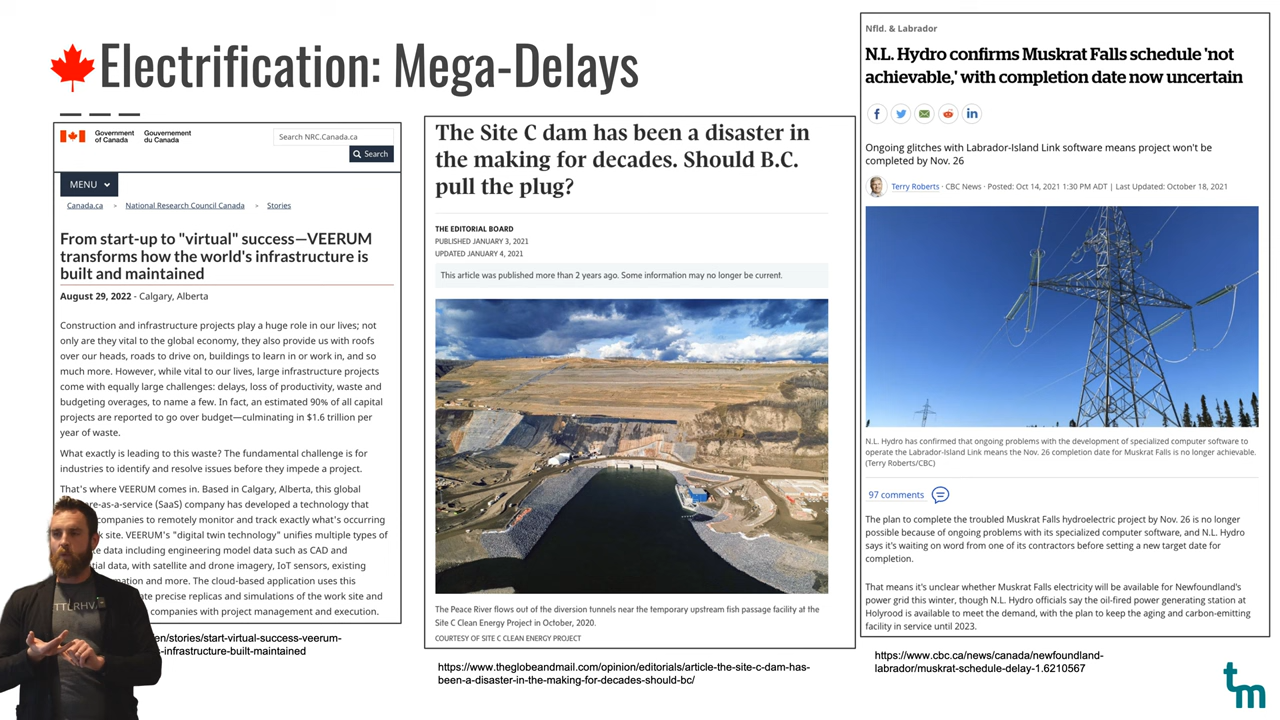 Electrification: Mega-Delays
Government
of Canada
Gouvernement
du Canada
Search NRC.Canada.ca
Search
MENU
Canada.ca > National Research Council Canada > Stories
From start-up to "virtual" success—VEERUM
transforms how the world's infrastructure is
built and maintained
August 29, 2022 - Calgary, Alberta
Construction and infrastructure projects play a huge role in our lives; not
only are they vital to the global economy, they also provide us with roofs
over our heads, roads to drive on, buildings to learn in or work in, and so
much more. However, while vital to our lives, large infrastructure projects
come with equally large challenges: delays, loss of productivity, waste and
budgeting overages, to name a few. In fact, an estimated 90% of all capital
projects are reported to go over budget—culminating in $1.6 trillion per
year of waste.
What exactly is leading to this waste? The fundamental challenge is for
industries to identify and resolve issues before they impede a project.
That's where VEERUM comes in. Based in Calgary, Alberta, this global
re-as-a-service (SaaS) company has developed a technology that
companies to remotely monitor and track exactly what's occurring
k site. VEERUM's "digital twin technology" unifies multiple types of
e data including engineering model data such as CAD and
tial data, with satellite and drone imagery, IoT sensors, existing
mation and more. The cloud-based application uses this
ate precise replicas and simulations of the work site and
companies with project management and execution.
en/stories/start-virtual-success-veerum-
s-infrastructure-built-maintained
The Site C dam has been a disaster in
the making for decades. Should B.C.
pull the plug?
THE EDITORIAL BOARD
PUBLISHED JANUARY 3, 2021
UPDATED JANUARY 4, 2021
This article was published more than 2 years ago. Some information may no longer be current.
The Peace River flows out of the diversion tunnels near the temporary upstream fish passage facility at the
Site C Clean Energy Project in October, 2020.
COURTESY OF SITE C CLEAN ENERGY PROJECT
https://www.theglobeandmail.com/opinion/editorials/article-the-site-c-dam-has-
been-a-disaster-in-the-making-for-decades-should-bc/
Nfld. & Labrador
N.L. Hydro confirms Muskrat Falls schedule 'not
achievable,' with completion date now uncertain
Ongoing glitches with Labrador-Island Link software means project won't be
completed by Nov. 26
Terry Roberts · CBC News · Posted: Oct 14, 2021 1:30 PM ADT | Last Updated: October 18, 2021
N.L. Hydro has confirmed that ongoing problems with the development of specialized computer software to
operate the Labrador-Island Link means the Nov. 26 completion date for Muskrat Falls is no longer achievable.
(Terry Roberts/CBC)
97 comments
The plan to complete the troubled Muskrat Falls hydroelectric project by Nov. 26 is no longer
possible because of ongoing problems with its specialized computer software, and N.L. Hydro
says it's waiting on word from one of its contractors before setting a new target date for
completion.
That means it's unclear whether Muskrat Falls electricity will be available for Newfoundland's
power grid this winter, though N.L. Hydro officials say the oil-fired power generating station at
Holyrood is available to meet the demand, with the plan to keep the aging and carbon-emitting
facility in service until 2023.
https://www.cbc.ca/news/canada/newfoundland-
labrador/muskrat-schedule-delay-1.6210567
tm